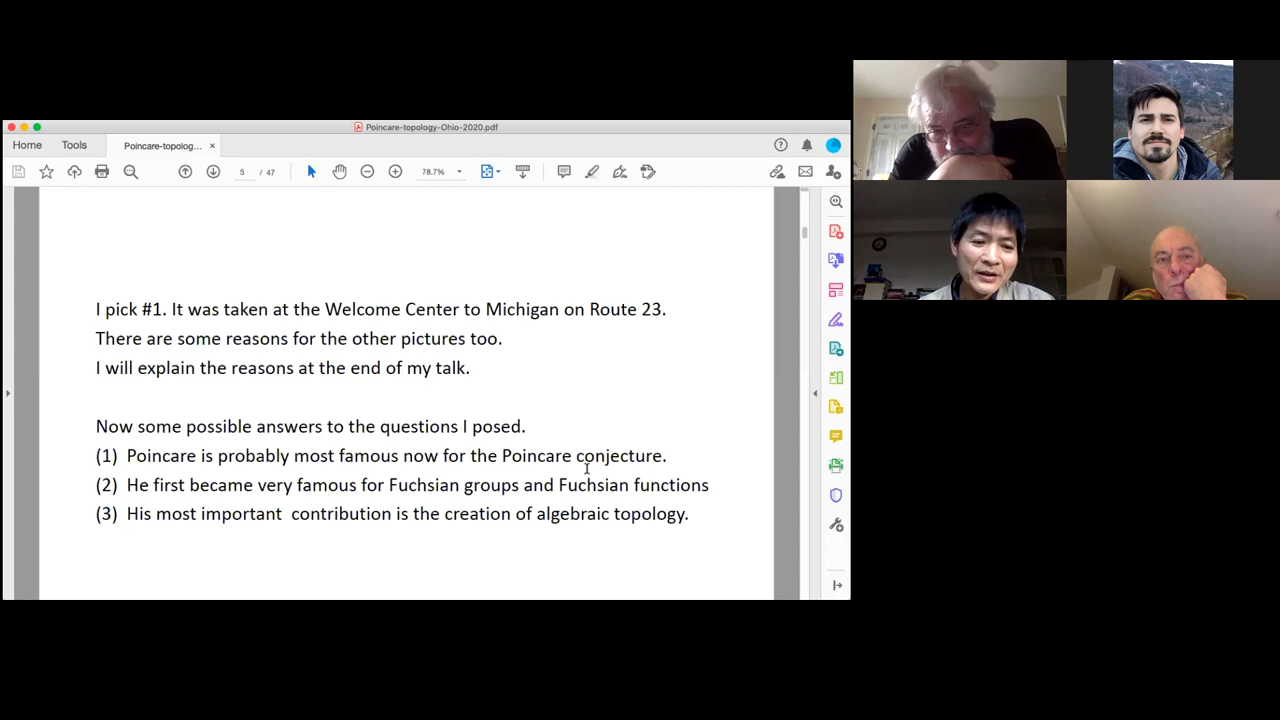 Poincare-topology-Ohio-2020.pdf
Home Tools Poincare-topolog... ×
5 / 47 78.7%
I pick #1. It was taken at the Welcome Center to Michigan on Route 23.
There are some reasons for the other pictures too.
I will explain the reasons at the end of my talk.
Now some possible answers to the questions I posed.
(1) Poincare is probably most famous now for the Poincare conjecture.
(2) He first became very famous for Fuchsian groups and Fuchsian functions
(3) His most important contribution is the creation of algebraic topology.